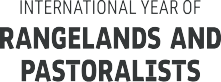 INTERNATIONAL YEAR OF
RANGELANDS AND
PASTORALISTS